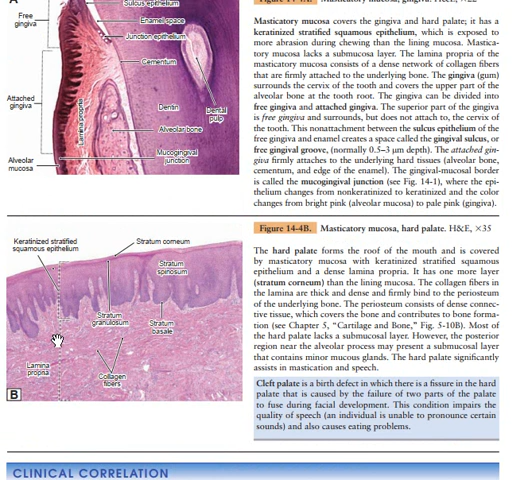 Sulcus epithelium
Free
gingiva
Enamel space
Junction epithelium
Cementum
Attached
gingiva
Lamina propria
Dentin
Dental
pulp
Alveolar bone
Mucogingival
junction
Alveolar
mucosa
Masticatory mucosa covers the gingiva and hard palate; it has a
keratinized stratified squamous epithelium, which is exposed to
more abrasion during chewing than the lining mucosa. Mastica-
tory mucosa lacks a submucosa layer. The lamina propria of the
masticatory mucosa consists of a dense network of collagen fibers
that are firmly attached to the underlying bone. The gingiva (gum)
surrounds the cervix of the tooth and covers the upper part of the
alveolar bone at the tooth root. The gingiva can be divided into
free gingiva and attached gingiva. The superior part of the gingiva
is free gingiva and surrounds, but does not attach to, the cervix of
the tooth. This nonattachment between the sulcus epithelium of the
free gingiva and enamel creates a space called the gingival sulcus, or
free gingival groove, (normally 0.5–3 μm depth). The attached gin-
giva firmly attaches to the underlying hard tissues (alveolar bone,
cementum, and edge of the enamel). The gingival-mucosal border
is called the mucogingival junction (see Fig. 14-1), where the epi-
thelium changes from nonkeratinized to keratinized and the color
changes from bright pink (alveolar mucosa) to pale pink (gingiva).
Keratinized stratified
squamous epithelium
Stratum corneum
Stratum
spinosum
Stratum
granulosum
Stratum
basale
Lamina
propria
Collagen
fibers
B
Figure 14-4B. Masticatory mucosa, hard palate. H&E, ×35
The hard palate forms the roof of the mouth and is covered
by masticatory mucosa with keratinized stratified squamous
epithelium and a dense lamina propria. It has one more layer
(stratum corneum) than the lining mucosa. The collagen fibers in
the lamina are thick and dense and firmly bind to the periosteum
of the underlying bone. The periosteum consists of dense connec-
tive tissue, which covers the bone and contributes to bone forma-
tion (see Chapter 5, “Cartilage and Bone,” Fig. 5-10B). Most of
the hard palate lacks a submucosal layer. However, the posterior
region near the alveolar process may present a submucosal layer
that contains minor mucous glands. The hard palate significantly
assists in mastication and speech.
Cleft palate is a birth defect in which there is a fissure in the hard
palate that is caused by the failure of two parts of the palate
to fuse during facial development. This condition impairs the
quality of speech (an individual is unable to pronounce certain
sounds) and also causes eating problems.
CLINICAL CORRELATION